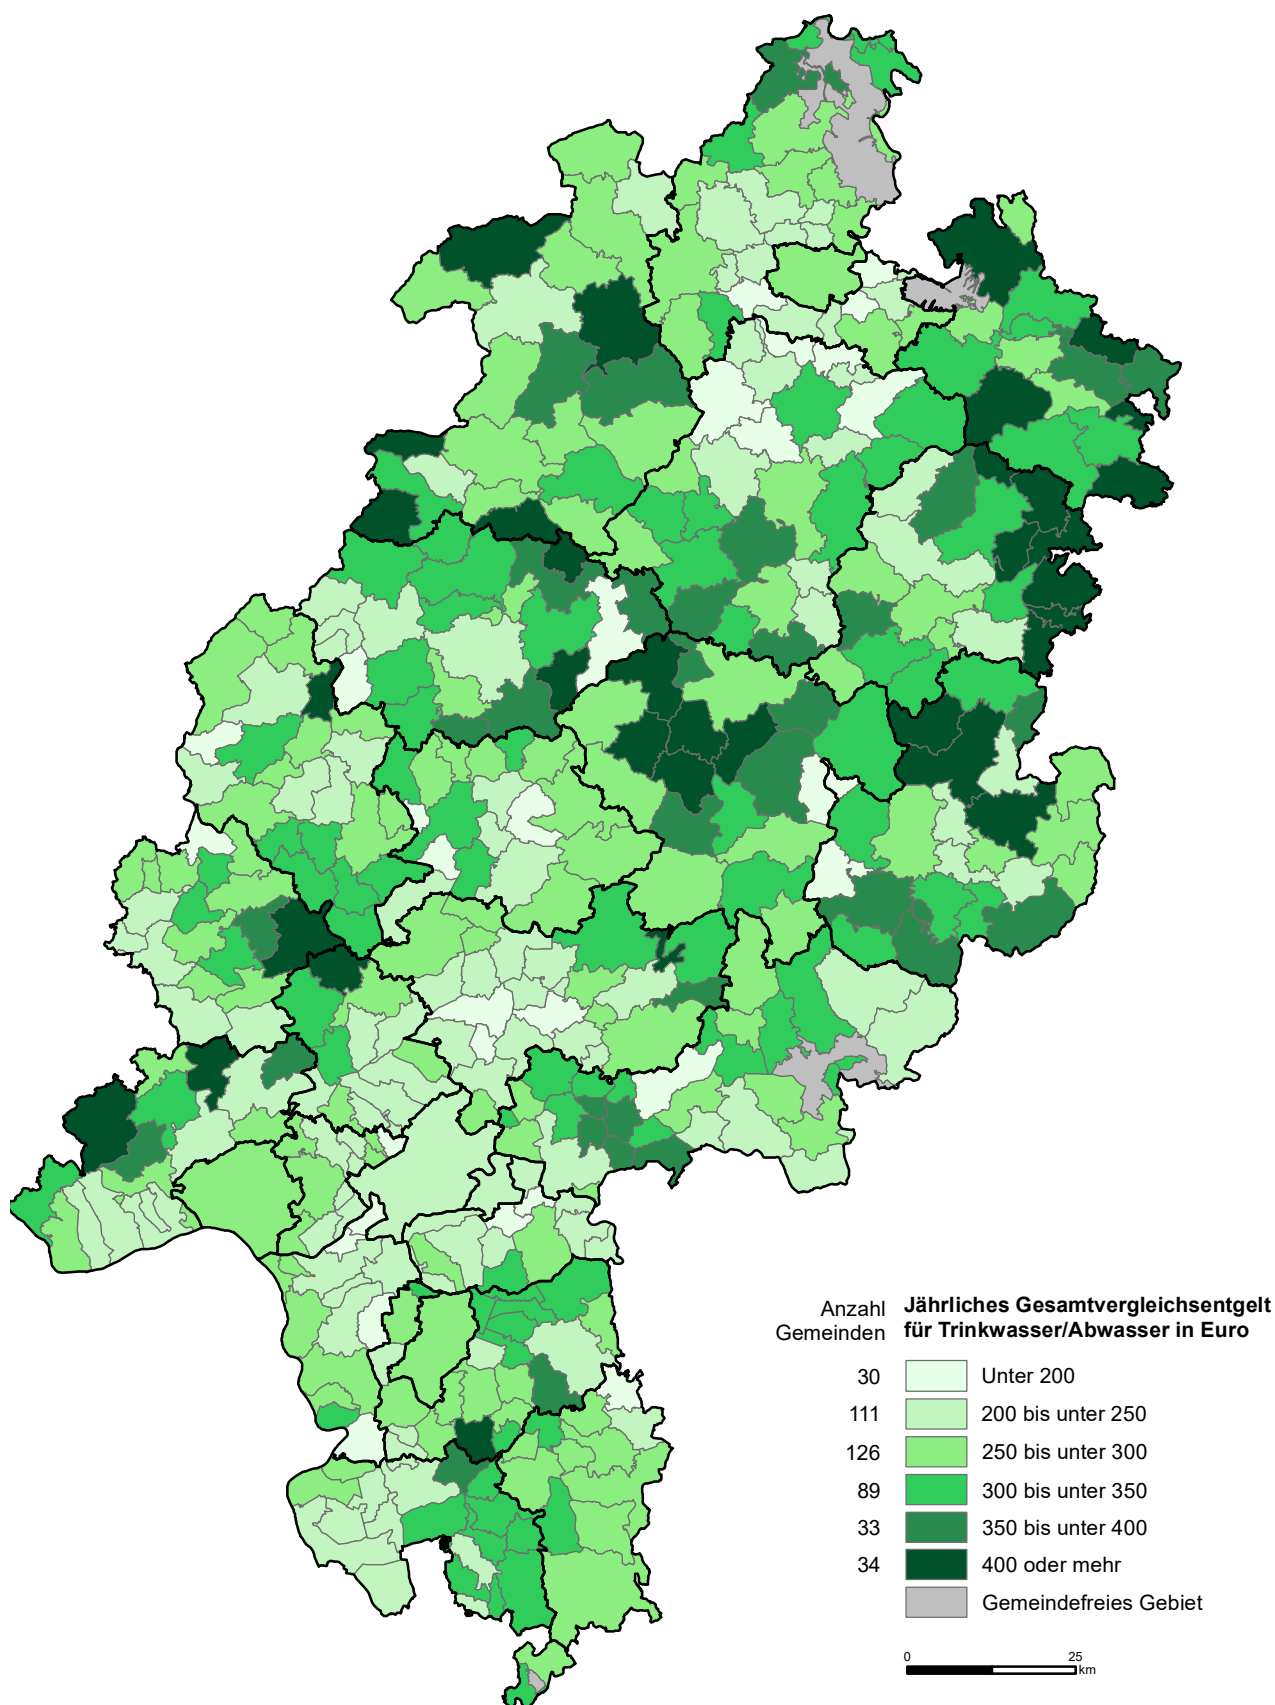 Anzahl
Gemeinden
Jährliches Gesamtvergleichsentgelt
für Trinkwasser/Abwasser in Euro
30 Unter 200
111 200 bis unter 250
126 250 bis unter 300
89 300 bis unter 350
33 350 bis unter 400
34 400 oder mehr
Gemeindefreies Gebiet
0 25
km